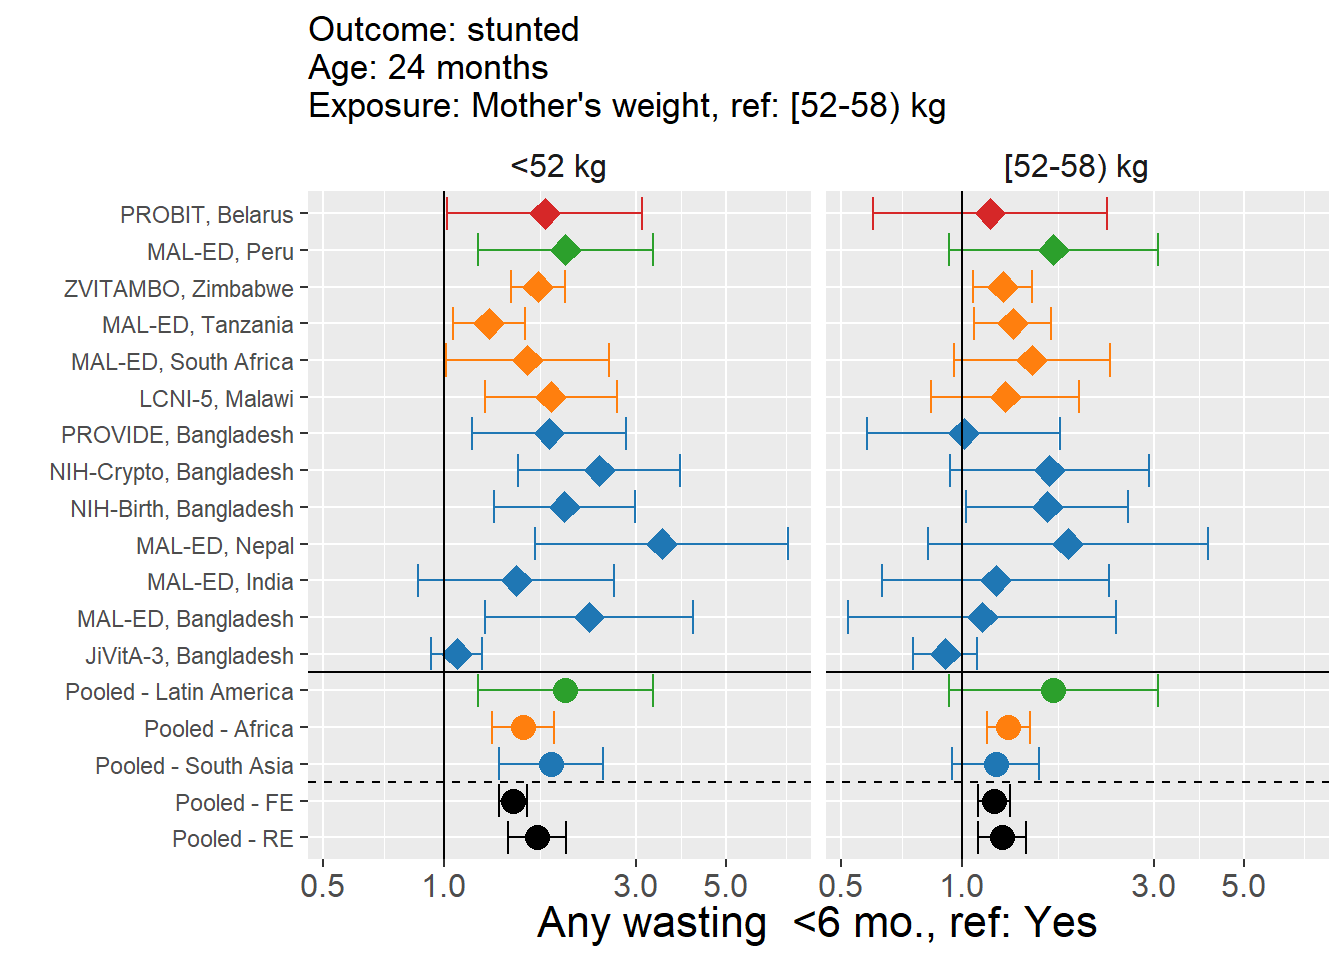 Outcome: stunted
Age: 24 months
Exposure: Mother's weight, ref: [52-58) kg
<52 kg
[52-58) kg
PROBIT, Belarus
MAL-ED, Peru
ZVITAMBO, Zimbabwe
MAL-ED, Tanzania
MAL-ED, South Africa
LCNI-5, Malawi
PROVIDE, Bangladesh
NIH-Crypto, Bangladesh
NIH-Birth, Bangladesh
MAL-ED, Nepal
MAL-ED, India
MAL-ED, Bangladesh
JiVitA-3, Bangladesh
Pooled - Latin America
Pooled - Africa
Pooled - South Asia
Pooled - FE
Pooled - RE
0.5 1.0 3.0 5.0 0.5 1.0 3.0 5.0
Any wasting  <6 mo., ref: Yes